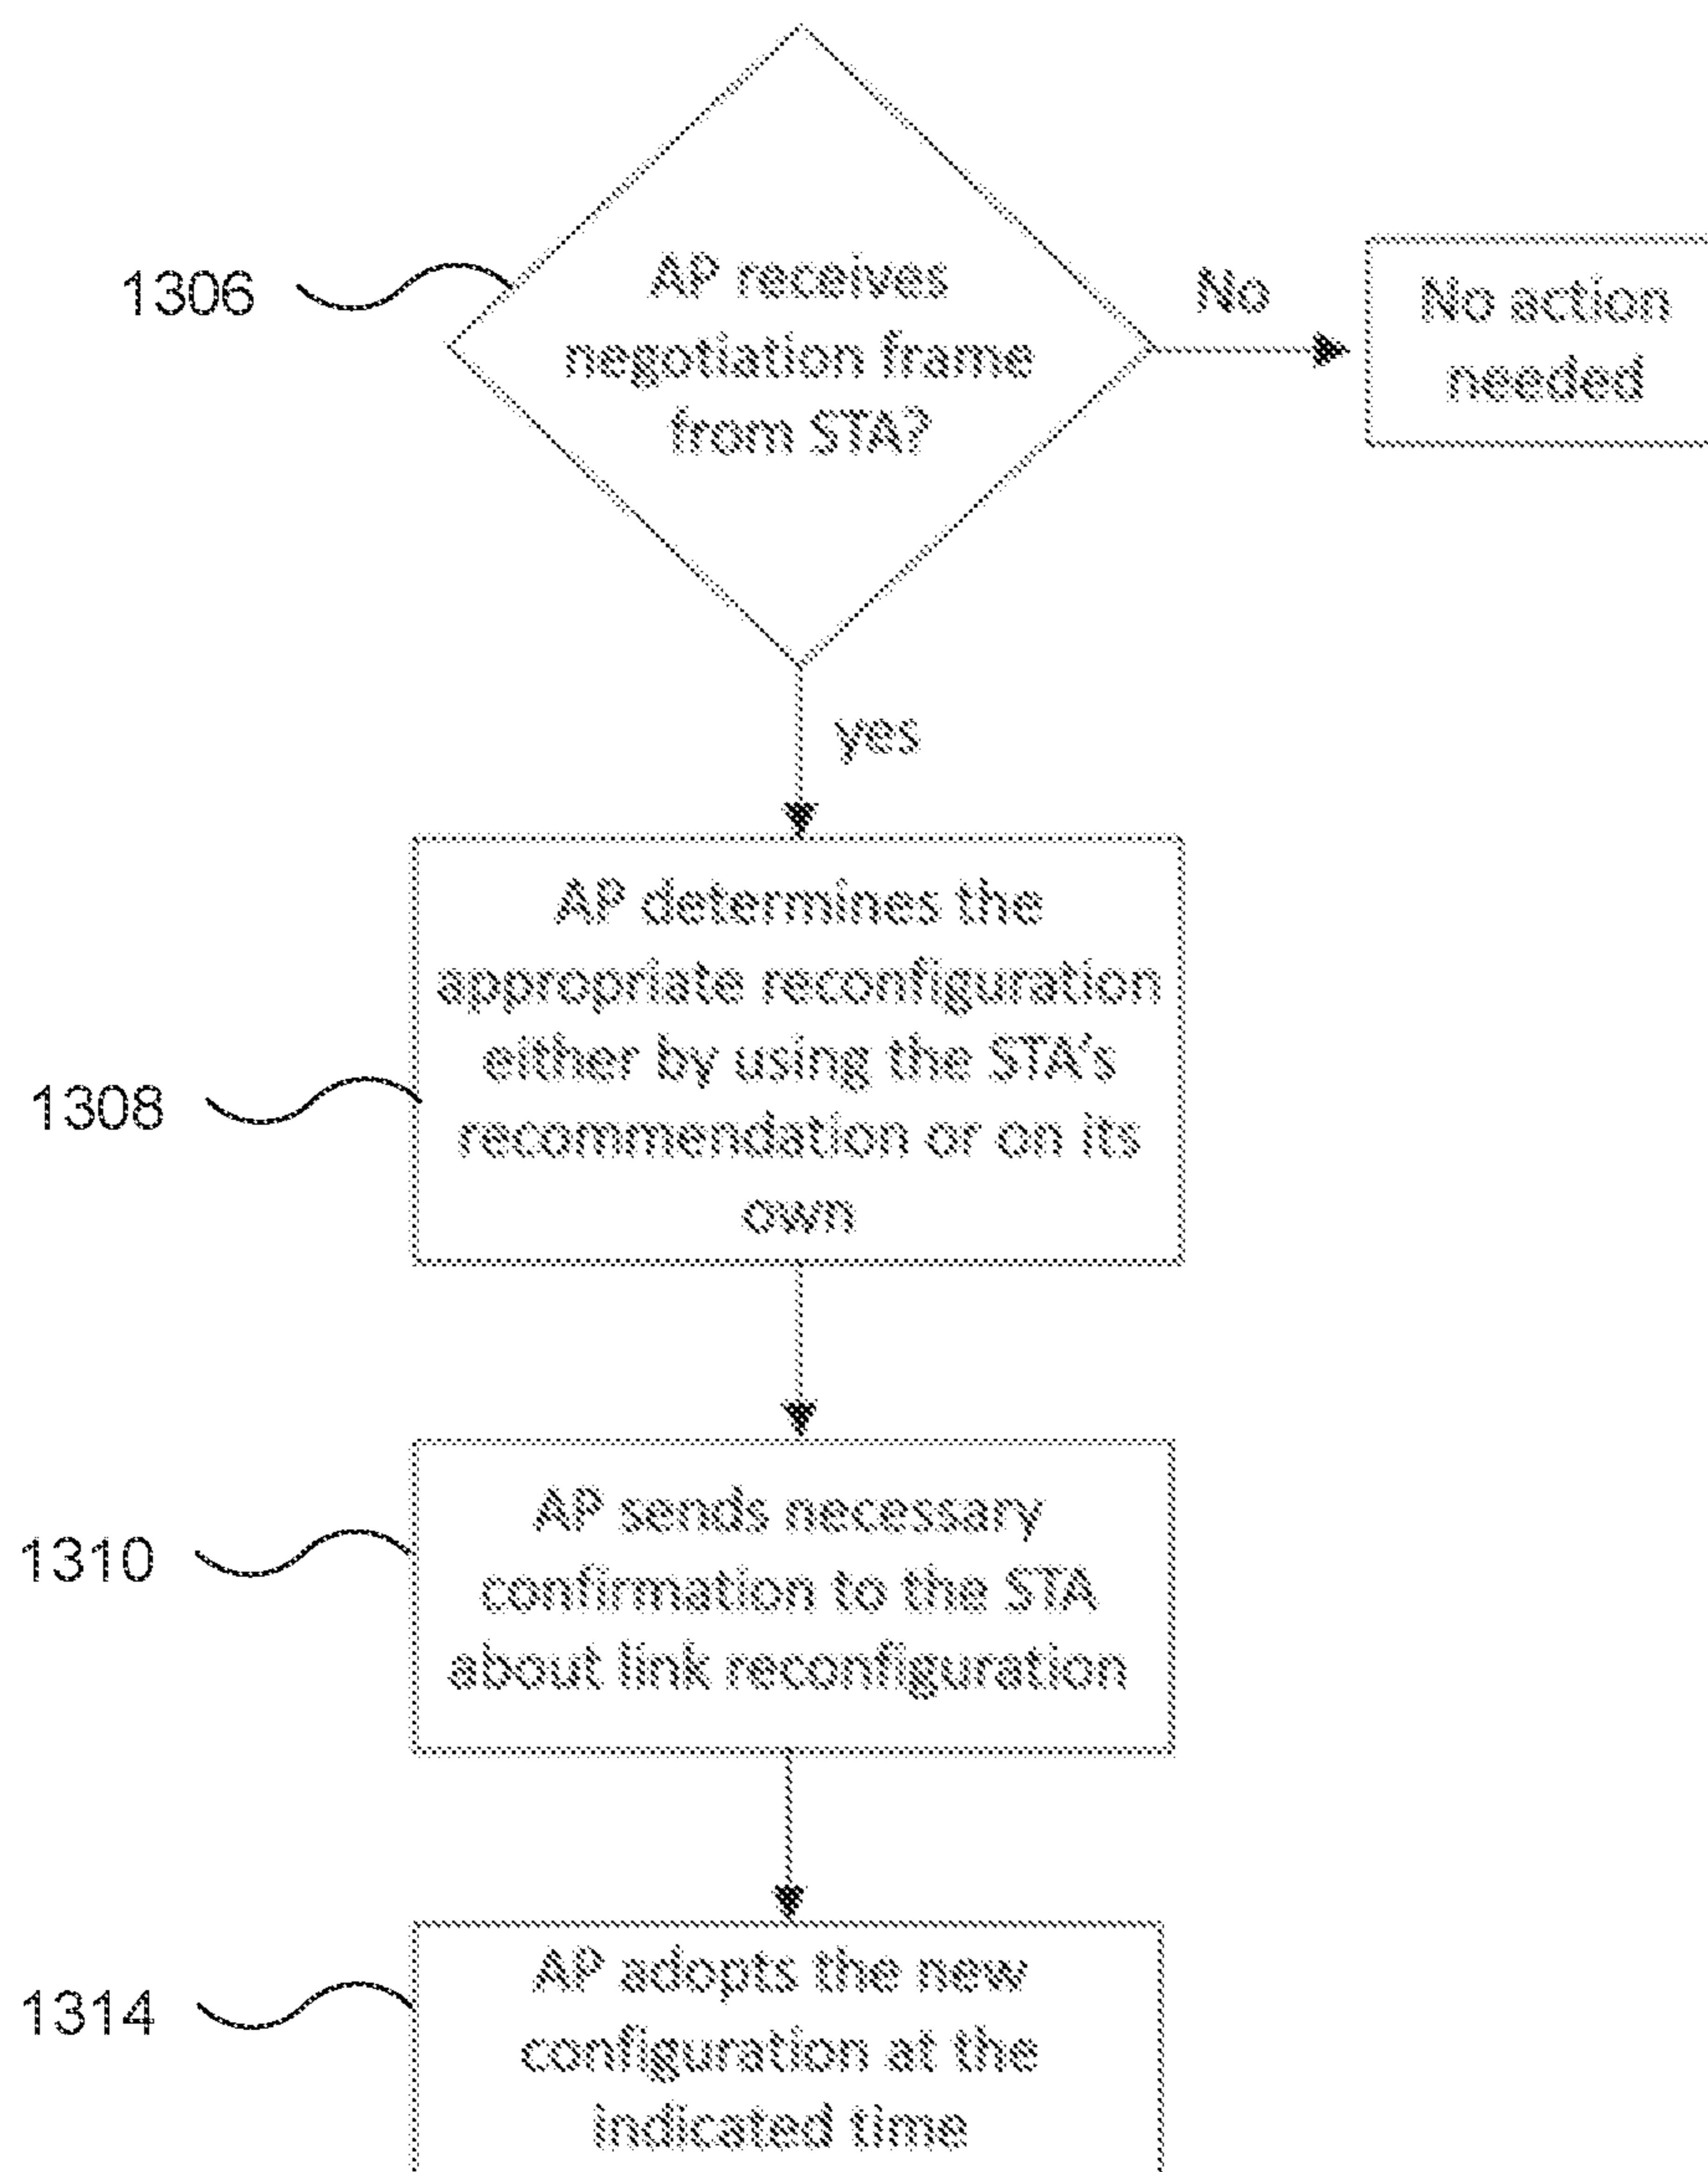 1306
AP receives
negotiation frame
from STA?
No
No action
needed
yes
1308
AP determines the
appropriate reconfiguration
either by using the STA's
recommendation or on its
own
1310
AP sends necessary
confirmation to the STA
about link reconfiguration
1314
AP adopts the new
configuration at the
indicated time